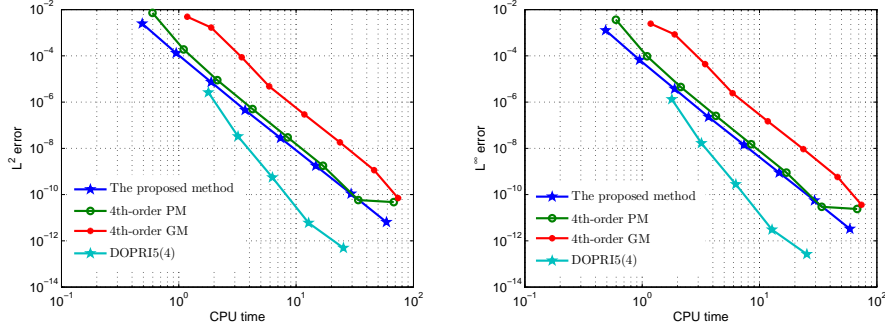 10^-2
10^-4
10^-6
10^-8
10^-10
10^-12
10^-14
L^2 error
The proposed method
4th-order PM
4th-order GM
DOPRI5(4)
10^-1
10^0
10^1
10^2
CPU time
10^-2
10^-4
10^-6
10^-8
10^-10
10^-12
10^-14
L^∞ error
The proposed method
4th-order PM
4th-order GM
DOPRI5(4)
10^-1
10^0
10^1
10^2
CPU time